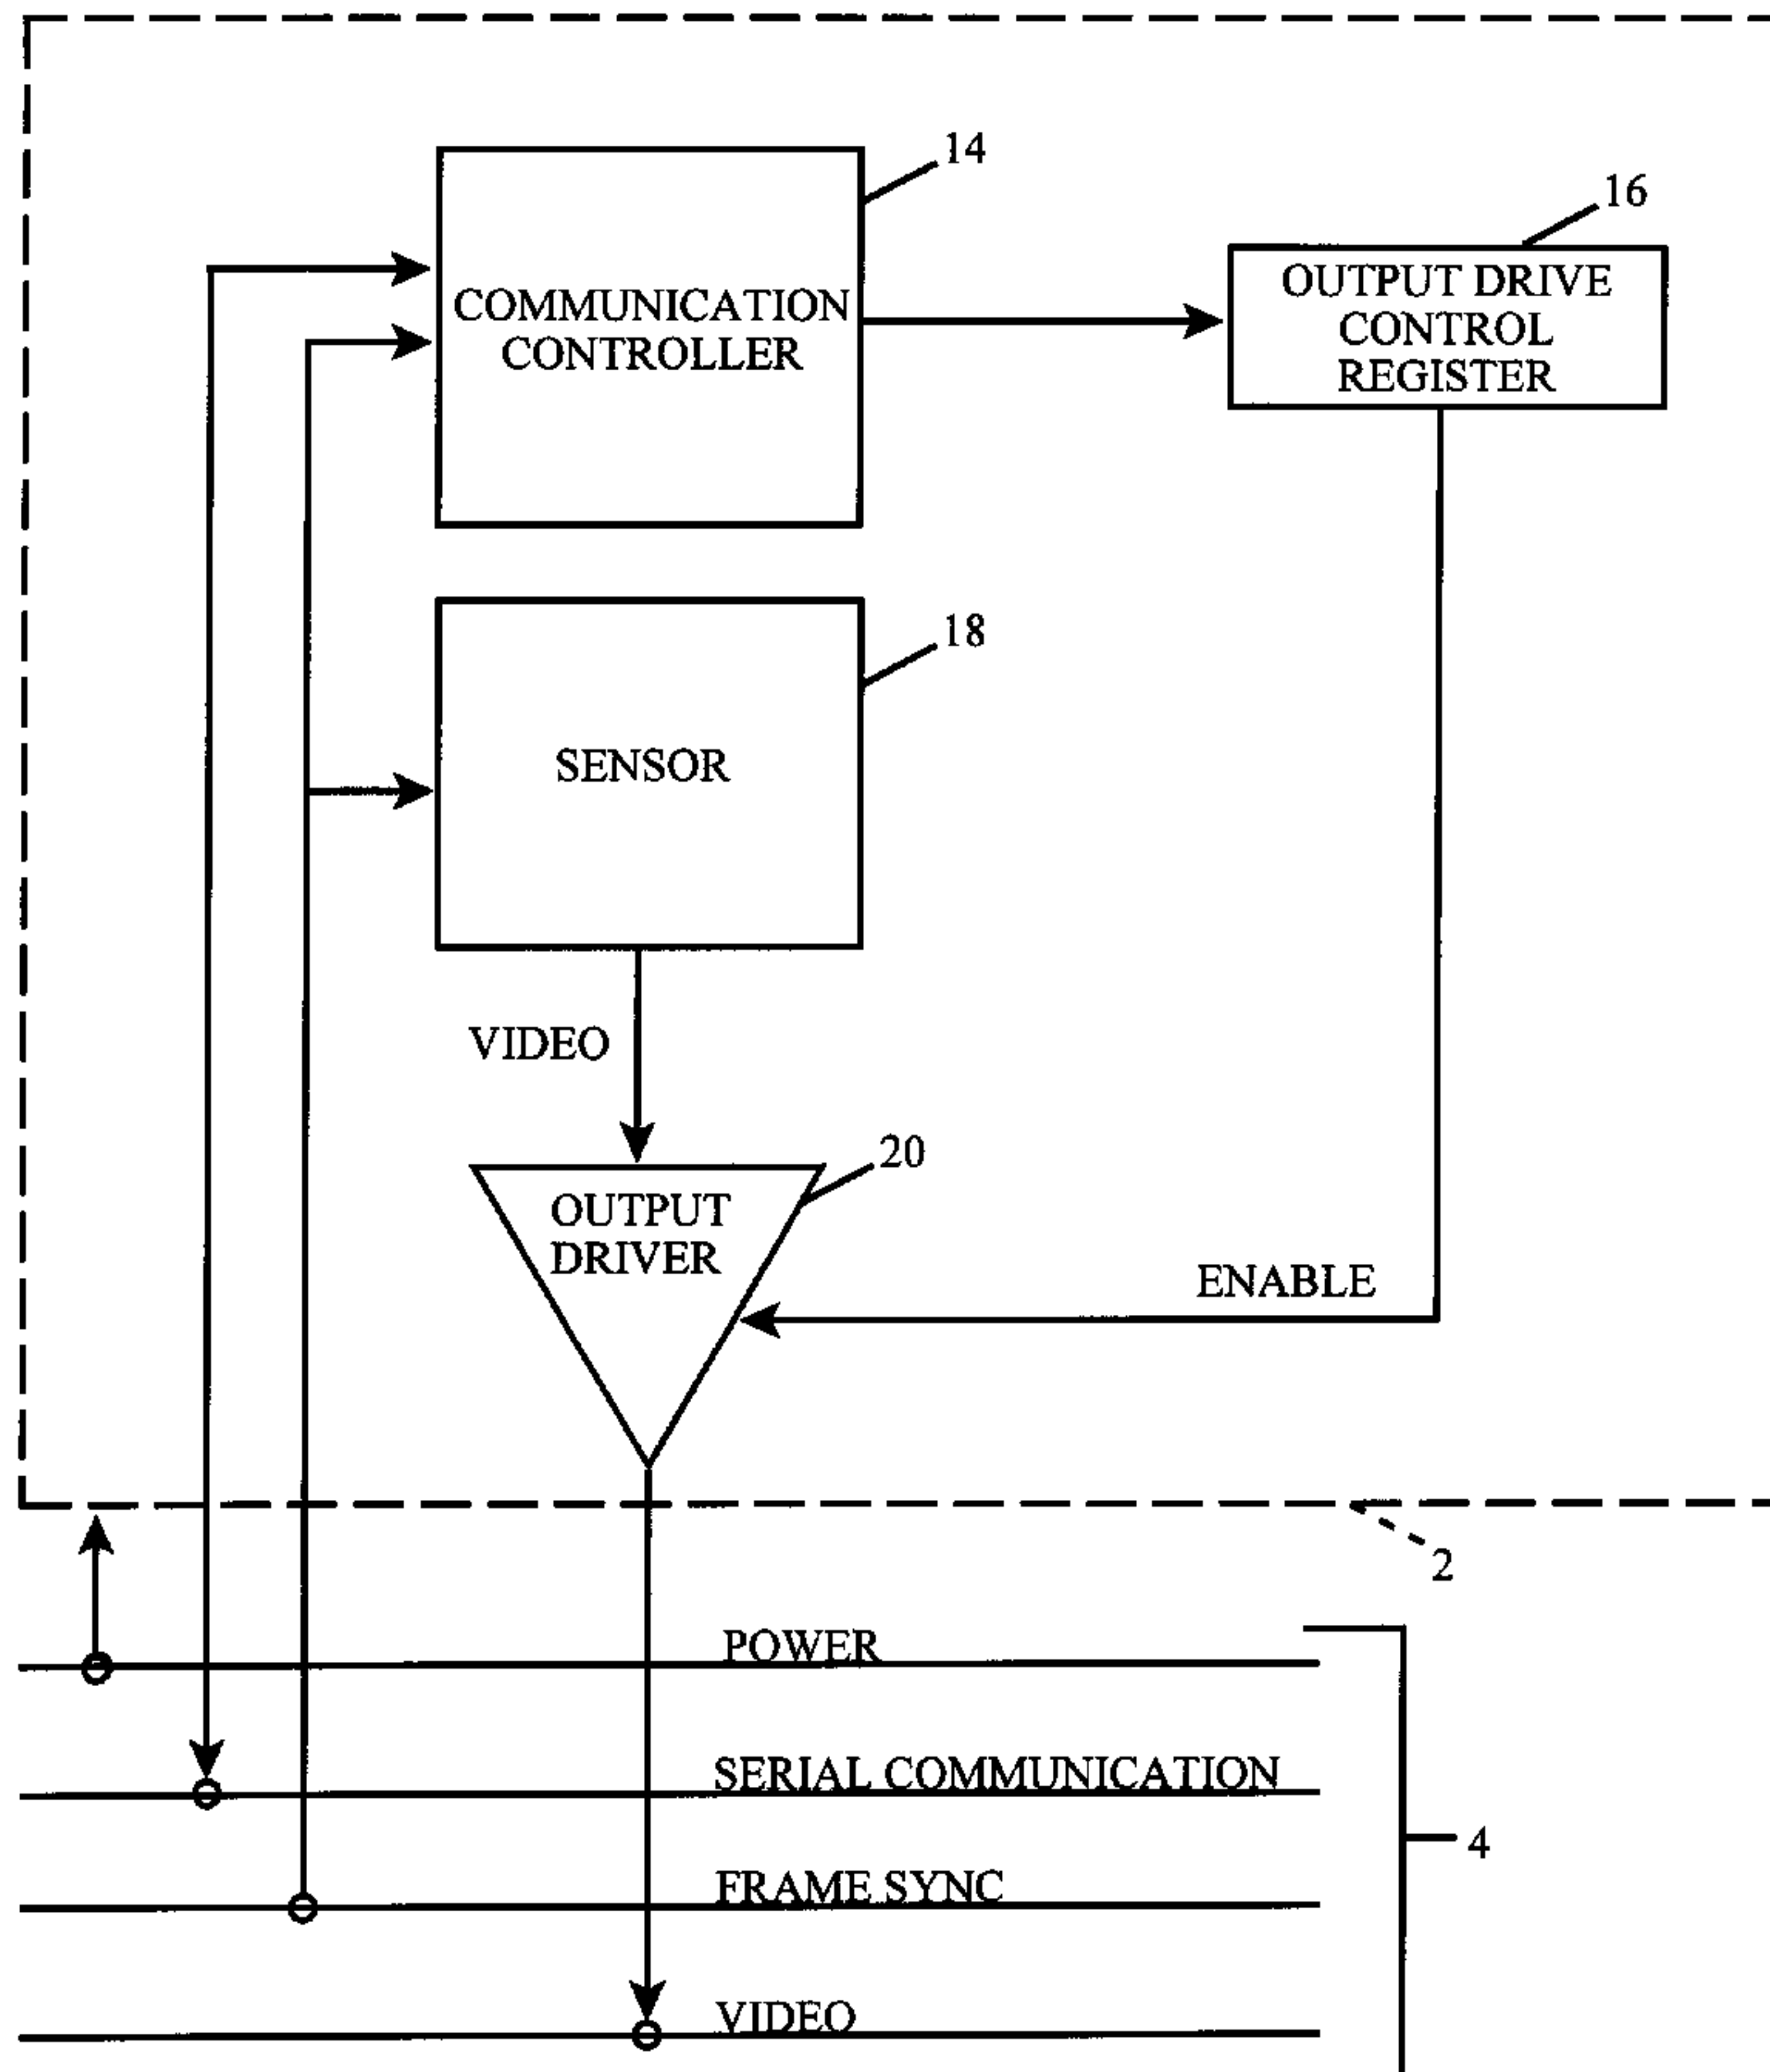 14
16
COMMUNICATION
CONTROLLER
OUTPUT DRIVE
CONTROL
REGISTER
18
SENSOR
VIDEO
20
OUTPUT
DRIVER
ENABLE
2
POWER
SERIAL COMMUNICATION
4
FRAME SYNC
VIDEO